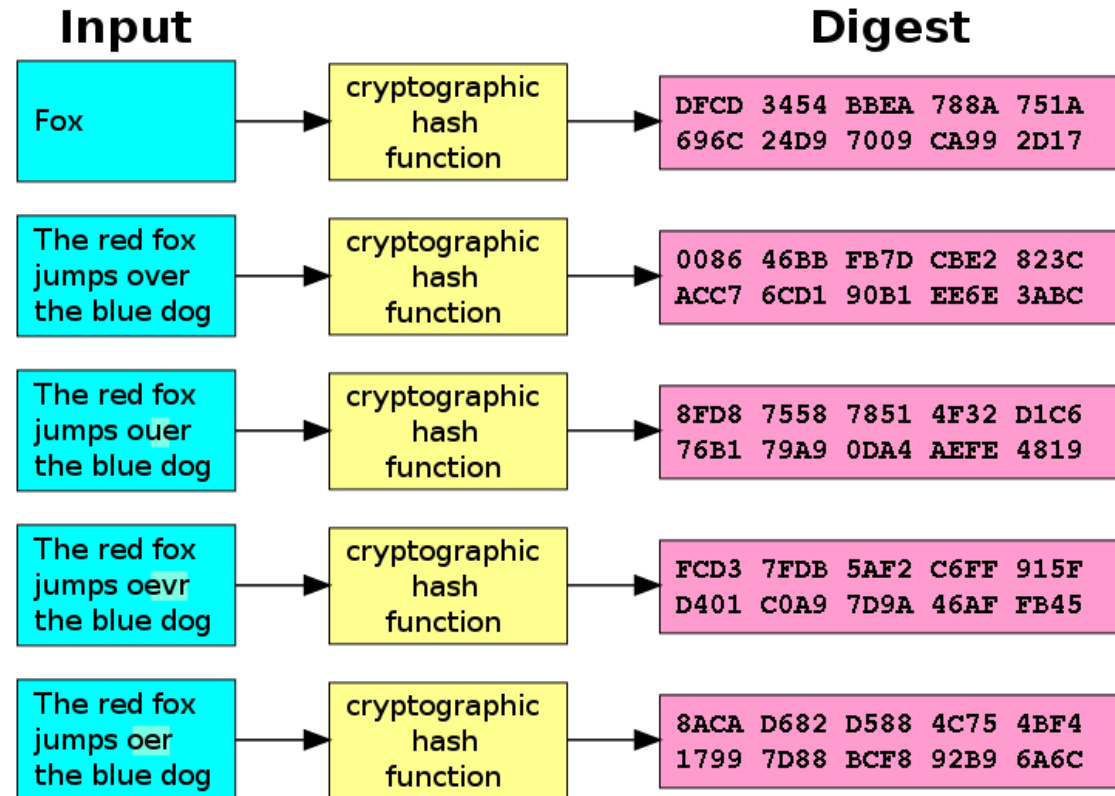 Input
Digest
Fox
cryptographic
hash
function
DFCD 3454 BBEA 788A 751A
696C 24D9 7009 CA99 2D17
The red fox
jumps over
the blue dog
cryptographic
hash
function
0086 46BB FB7D CBE2 823C
ACC7 6CD1 90B1 EE6E 3ABC
The red fox
jumps ouer
the blue dog
cryptographic
hash
function
8FD8 7558 7851 4F32 D1C6
76B1 79A9 0DA4 AEFE 4819
The red fox
jumps oevr
the blue dog
cryptographic
hash
function
FCD3 7FDB 5AF2 C6FF 915F
D401 C0A9 7D9A 46AF FB45
The red fox
jumps oer
the blue dog
cryptographic
hash
function
8ACA D682 D588 4C75 4BF4
1799 7D88 BCF8 92B9 6A6C